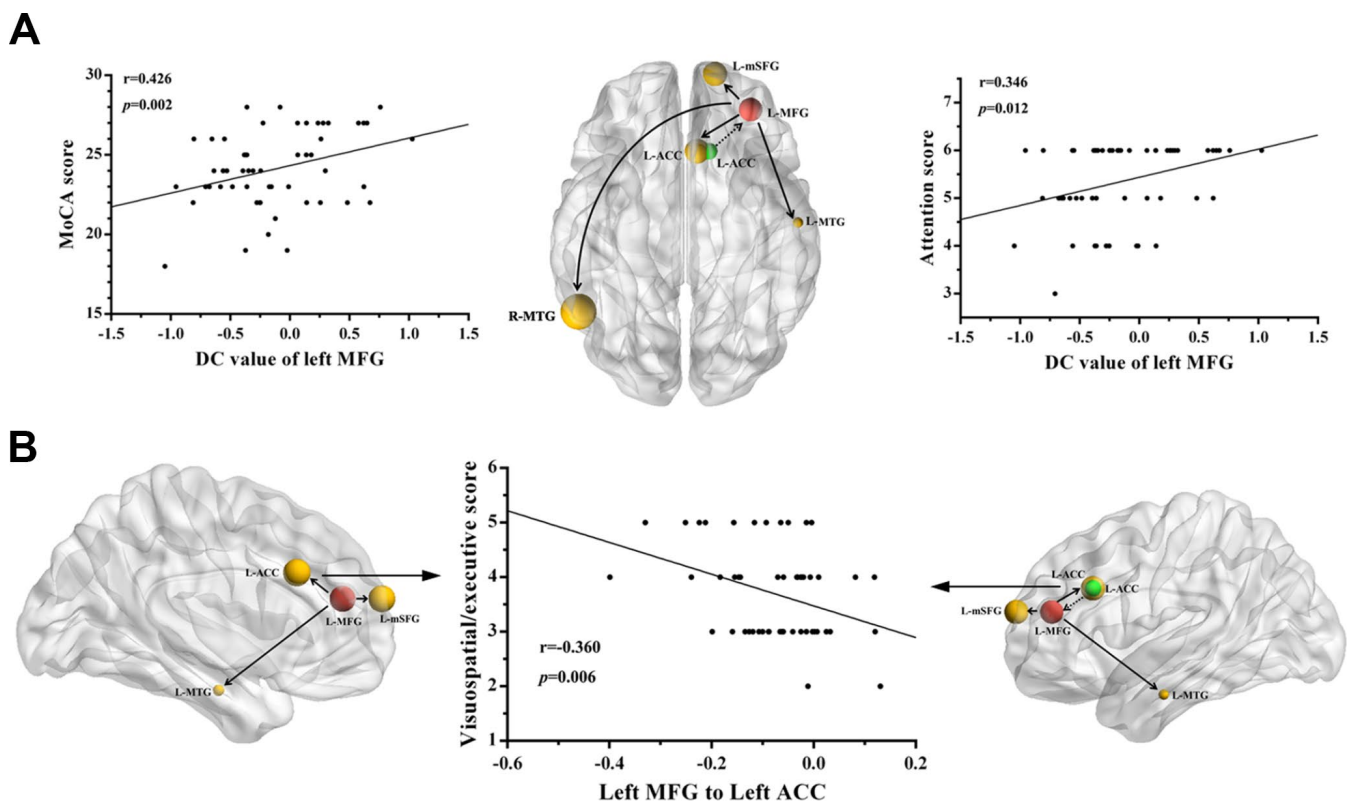 A
r=0.426
p=0.002
MoCA score
30
25
20
15
-1.5
-1.0
-0.5
0.0
0.5
1.0
1.5
DC value of left MFG
L-mSFG
L-MFG
L-ACC
L-ACC
L-MTG
R-MTG
r=0.346
p=0.012
Attention score
7
6
5
4
3
-1.5
-1.0
-0.5
0.0
0.5
1.0
1.5
DC value of left MFG
B
L-ACC
L-MFG
L-mSFG
L-MTG
Visuospatial/executive score
6
5
4
3
2
1
r=-0.360
p=0.006
-0.6
-0.4
-0.2
0.0
0.2
Left MFG to Left ACC
L-ACC
L-ACC
L-mSFG
L-MFG
L-MTG